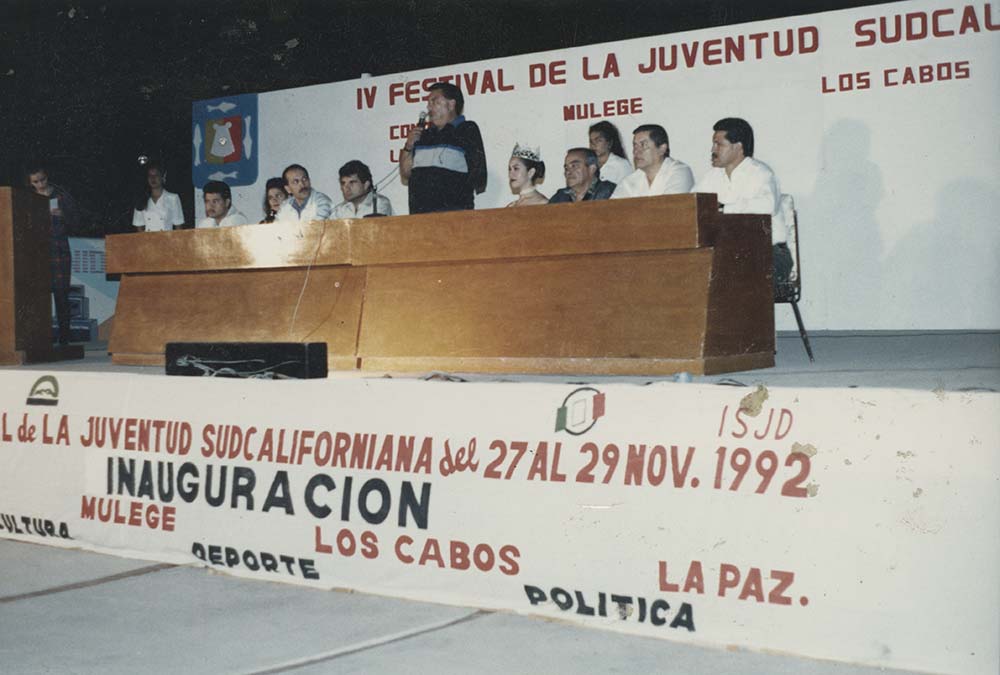 IV FESTIVAL DE LA JUVENTUD SUDCAL
MULEGE
LOS CABOS
ISJD
L de LA JUVENTUD SUDCALIFORNIANA del 27 AL 29 NOV. 1992
INAUGURACION
MULEGE
LOS CABOS
LA PAZ.
CULTURA
DEPORTE
POLITICA